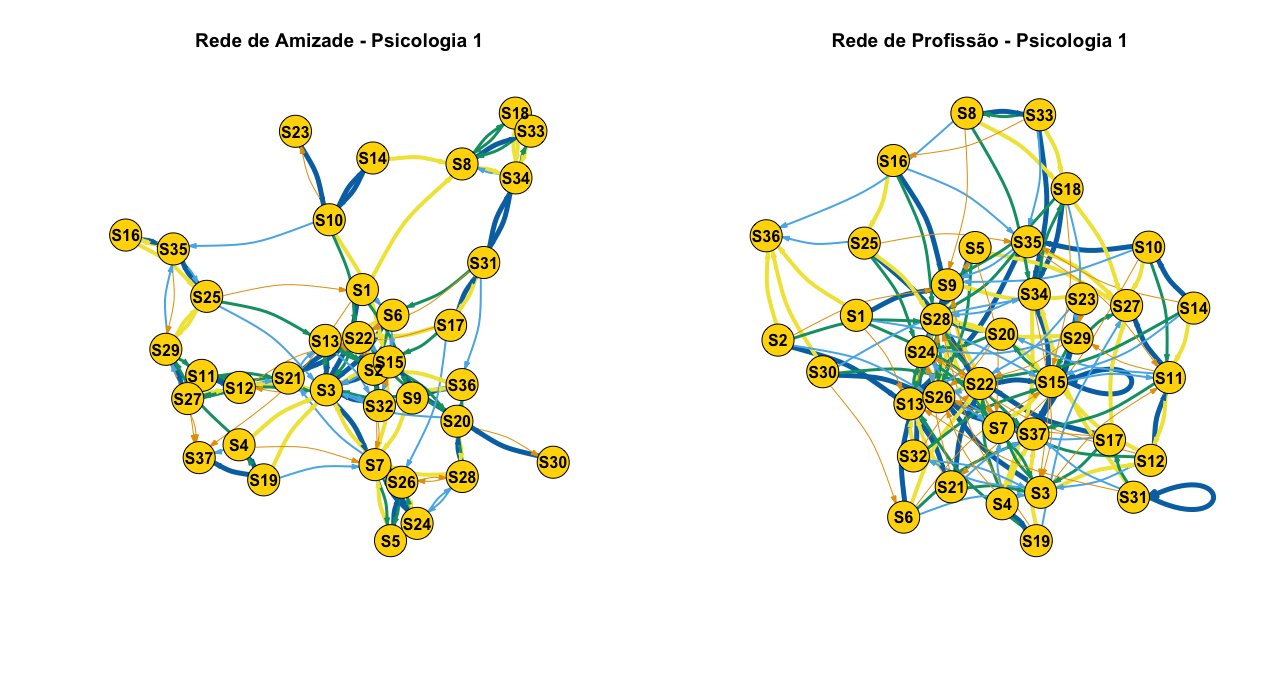 Rede de Amizade - Psicologia 1
S18
S23
S33
S14
S8
S34
S10
S16
S35
S31
S25
S1
S6
S17
S13
S22
S29
S15
S11
S21
S12
S3
S36
S27
S32
S9
S20
S4
S37
S7
S30
S19
S26
S28
S24
S5
Rede de Profissão - Psicologia 1
S8
S33
S16
S18
S36
S25
S5
S35
S10
S9
S34
S23
S27
S14
S1
S28
S20
S29
S2
S24
S30
S22
S15
S11
S13
S26
S7
S37
S17
S32
S12
S21
S3
S31
S6
S4
S19